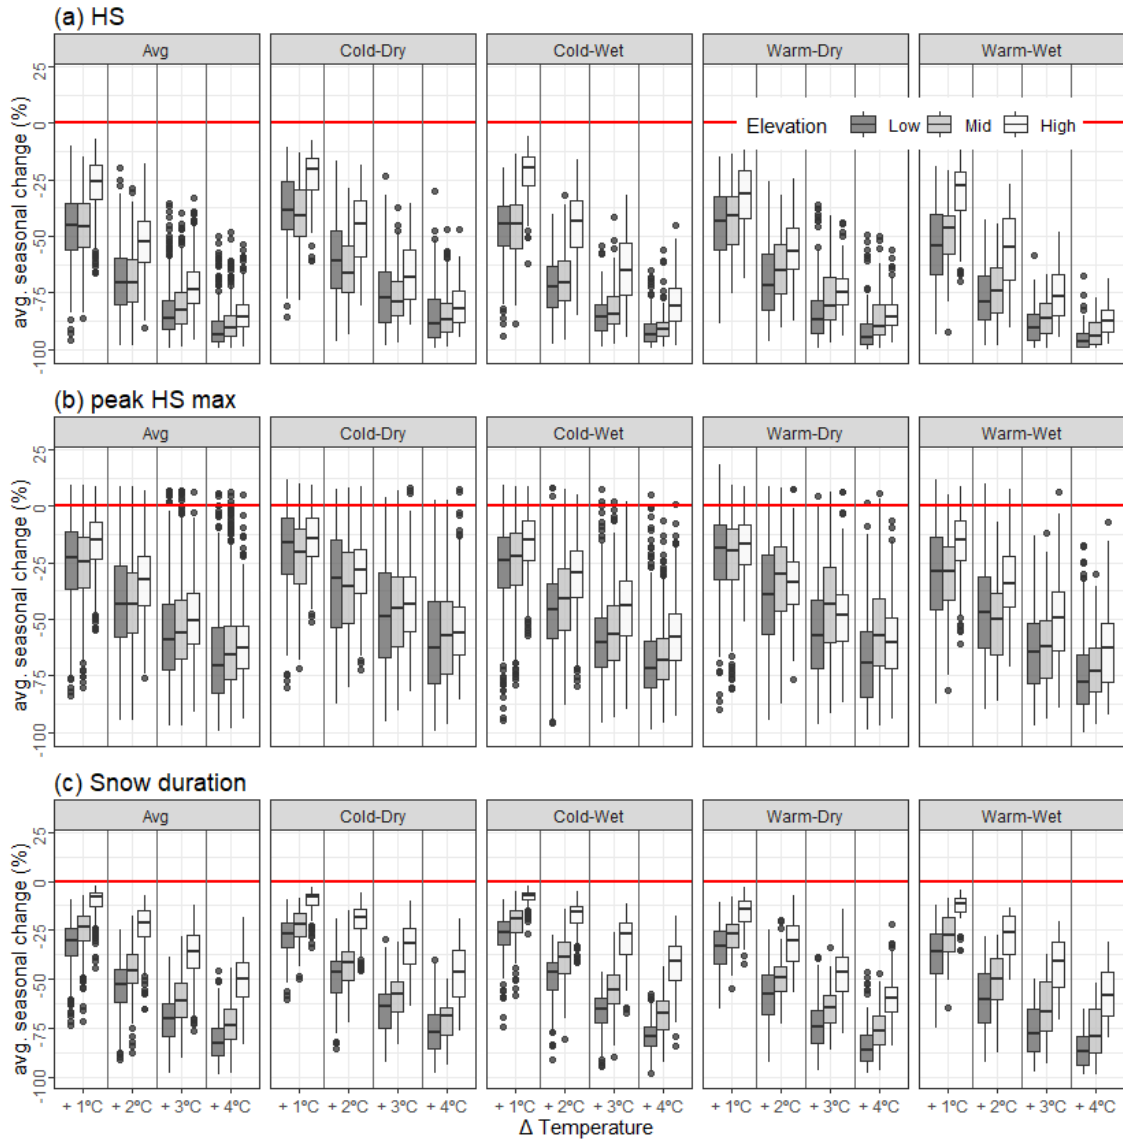 (a) HS
Avg Cold-Dry Cold-Wet Warm-Dry Warm-Wet
avg. seasonal change (%)
25
0
-25
-50
-75
-100
Elevation Low Mid High
(b) peak HS max
Avg Cold-Dry Cold-Wet Warm-Dry Warm-Wet
avg. seasonal change (%)
25
0
-25
-50
-75
-100
(c) Snow duration
Avg Cold-Dry Cold-Wet Warm-Dry Warm-Wet
avg. seasonal change (%)
25
0
-25
-50
-75
-100
+ 1ºC + 2ºC + 3ºC + 4ºC + 1ºC + 2ºC + 3ºC + 4ºC + 1ºC + 2ºC + 3ºC + 4ºC + 1ºC + 2ºC + 3ºC + 4ºC + 1ºC + 2ºC + 3ºC + 4ºC
Δ Temperature